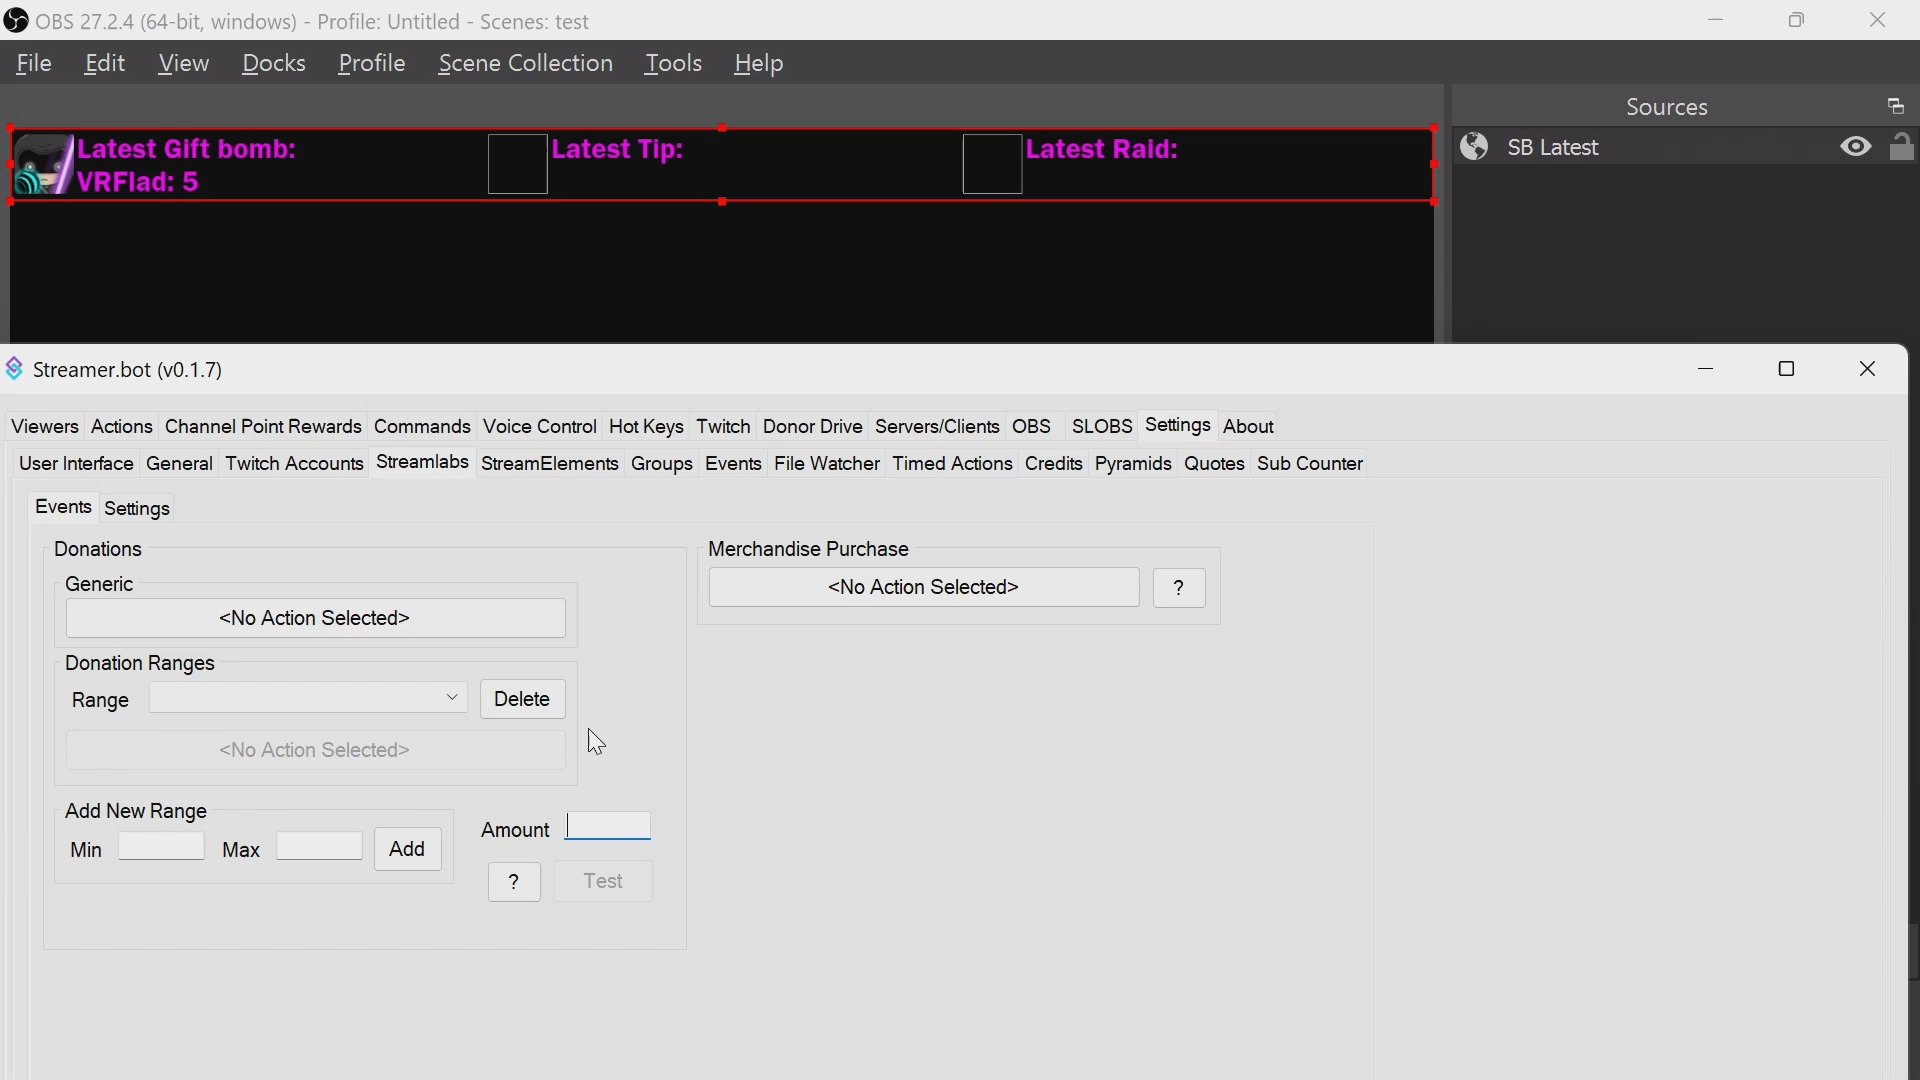 OBS 27.2.4 (64-bit, windows) - Profile: Untitled - Scenes: test
File Edit View Docks Profile Scene Collection Tools Help
Sources
SB Latest
Latest Gift bomb:
VRFlad: 5
Latest Tip:
Latest Raid:
Streamer.bot (v0.1.7)
Viewers Actions Channel Point Rewards Commands Voice Control Hot Keys Twitch Donor Drive Servers/Clients OBS SLOBS Settings About
User Interface General Twitch Accounts Streamlabs StreamElements Groups Events File Watcher Timed Actions Credits Pyramids Quotes Sub Counter
Events Settings
Donations
Generic
<No Action Selected>
Donation Ranges
Range Delete
<No Action Selected>
Add New Range
Min Max Add
Amount
? Test
Merchandise Purchase
<No Action Selected> ?